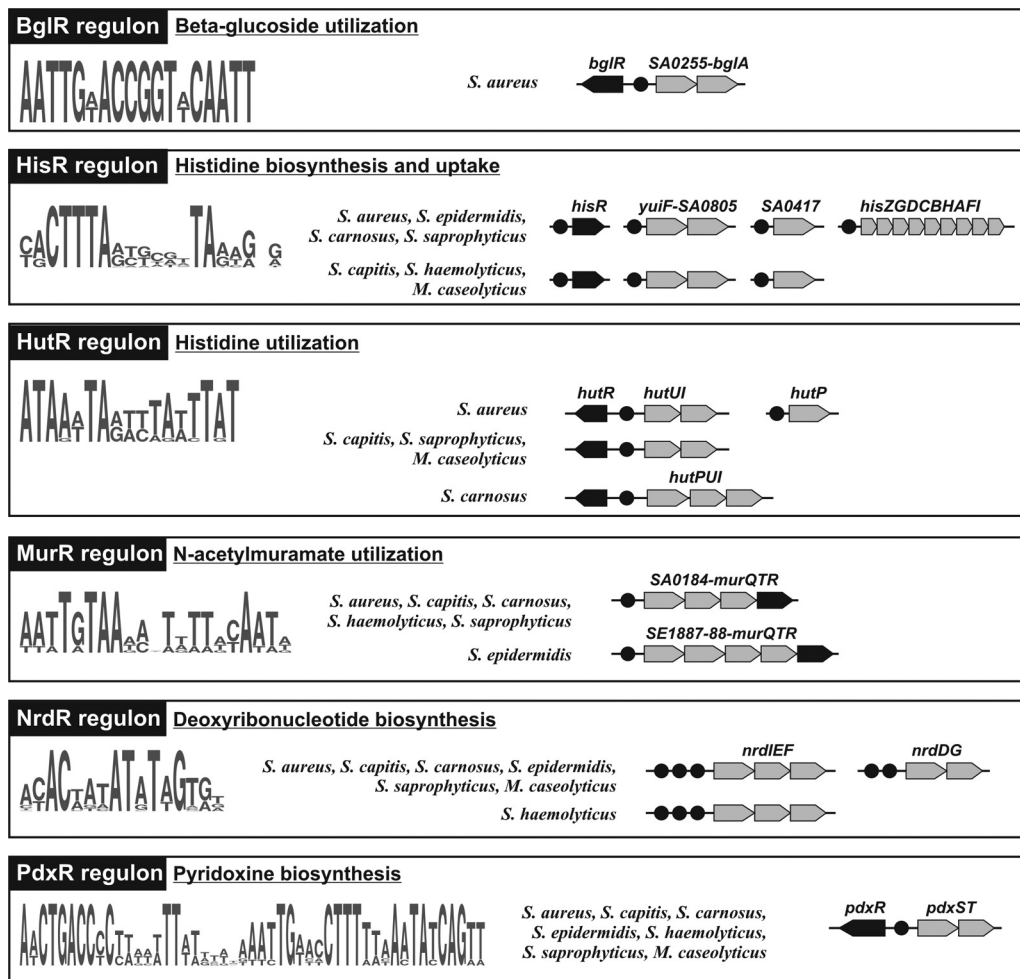 BglR regulon Beta-glucoside utilization
bglR SA0255-bglA
S. aureus
AATTG ACCGGT CAATT
HisR regulon Histidine biosynthesis and uptake
hisR yuiF-SA0805 SA0417 hisZGDCBHAFI
S. aureus, S. epidermidis,
S. carnosus, S. saprophyticus
S. capitis, S. haemolyticus,
M. caseolyticus
HutR regulon Histidine utilization
hutR hutUI hutP
S. aureus
S. capitis, S. saprophyticus,
M. caseolyticus
hutPUI
S. carnosus
MurR regulon N-acetylmuramate utilization
SA0184-murQTR
S. aureus, S. capitis, S. carnosus,
S. haemolyticus, S. saprophyticus
SE1887-88-murQTR
S. epidermidis
NrdR regulon Deoxyribonucleotide biosynthesis
nrdIEF nrdDG
S. aureus, S. capitis, S. carnosus, S. epidermidis,
S. saprophyticus, M. caseolyticus
S. haemolyticus
PdxR regulon Pyridoxine biosynthesis
pdxR pdxST
S. aureus, S. capitis, S. carnosus,
S. epidermidis, S. haemolyticus,
S. saprophyticus, M. caseolyticus